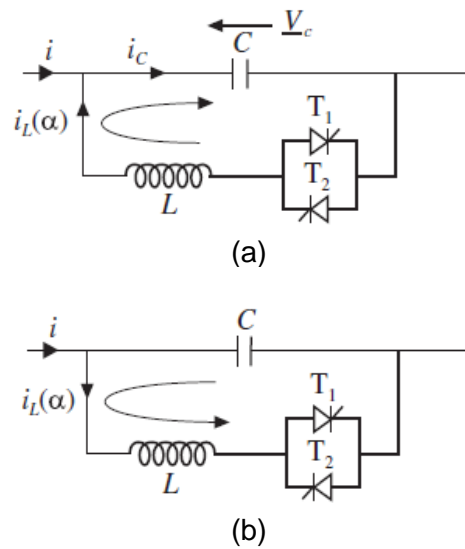 V_c
i i_C C
i_L(α) T_1
T_2
L
(a)
i C
i_L(α) T_1
T_2
L
(b)